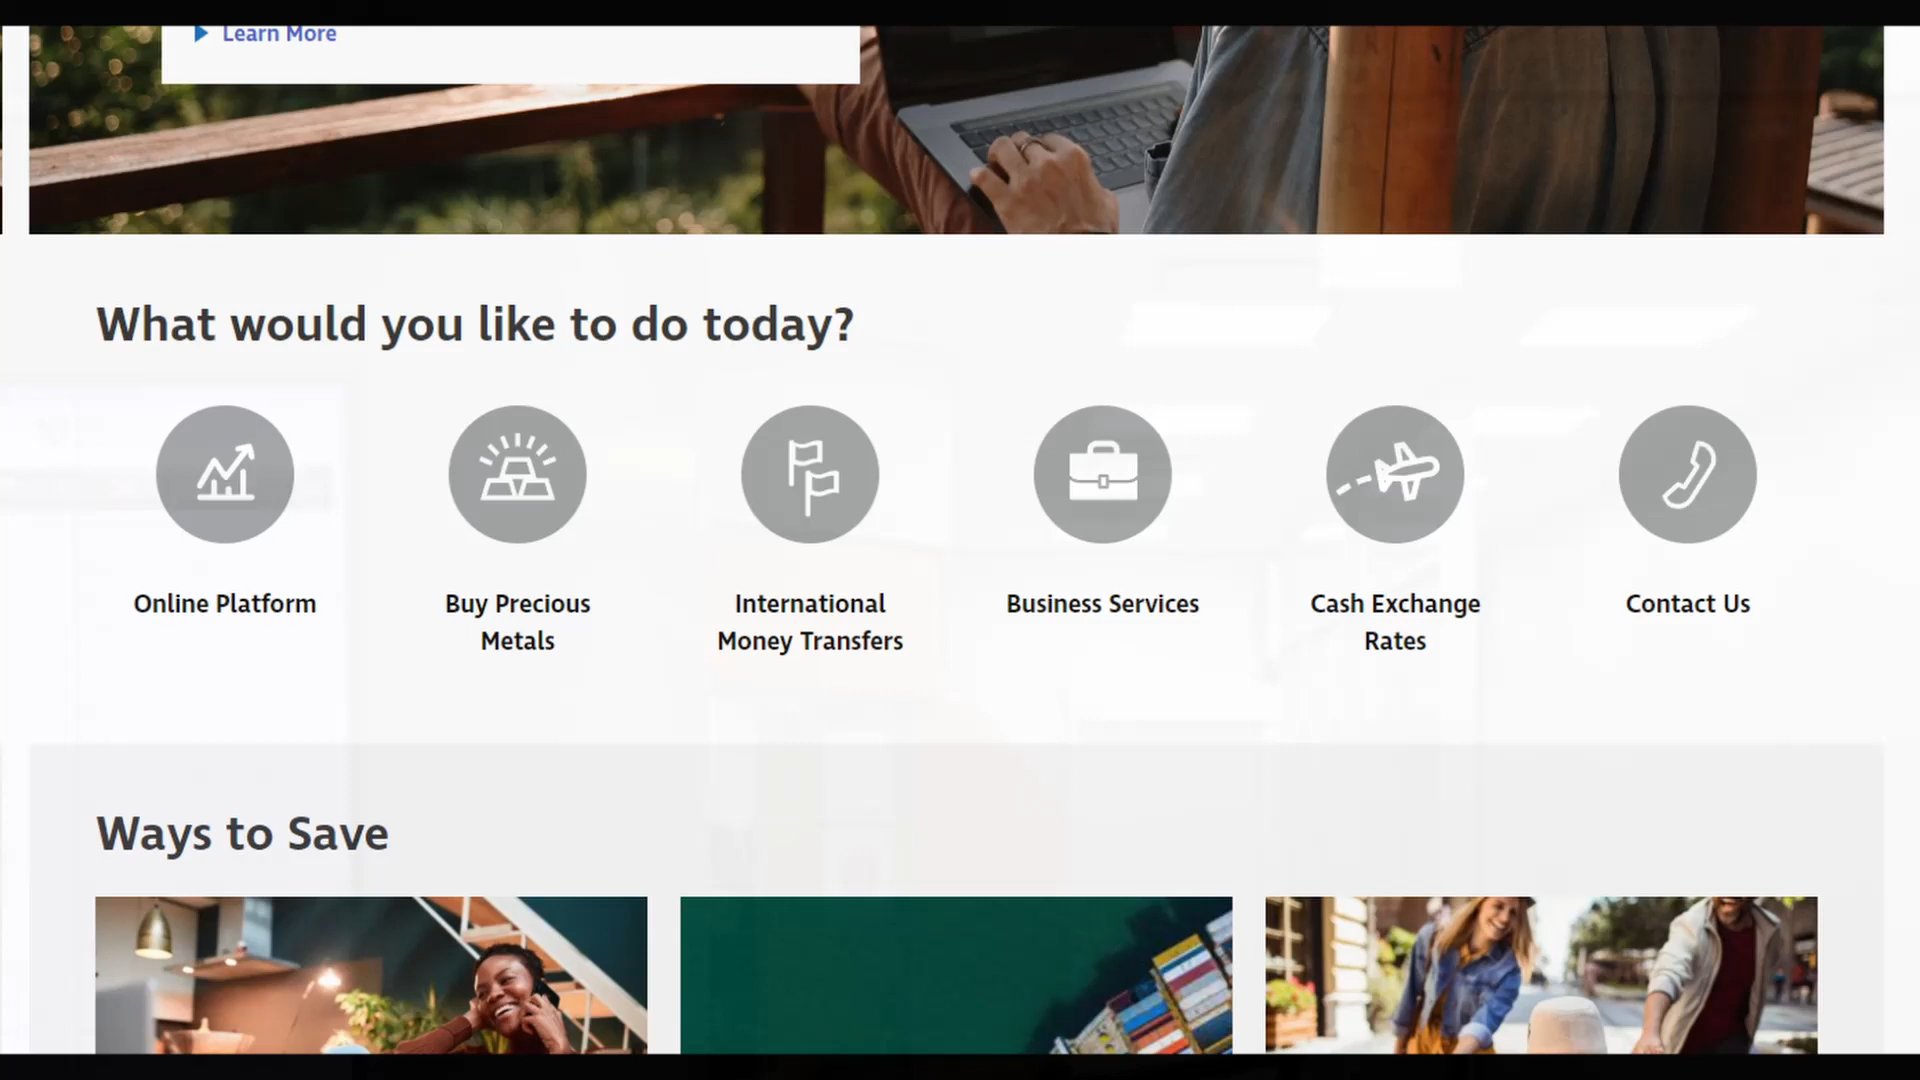 Learn More
What would you like to do today?
Online Platform
Buy Precious
Metals
International
Money Transfers
Business Services
Cash Exchange
Rates
Contact Us
Ways to Save